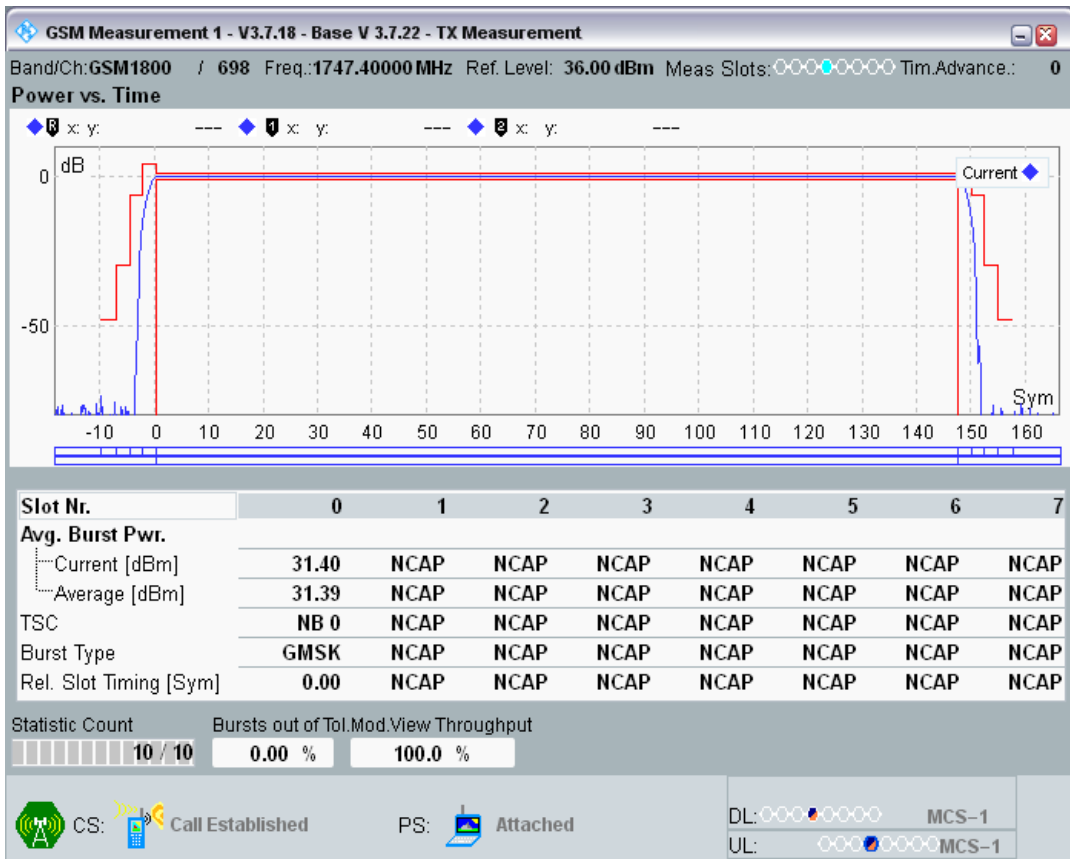 GSM Measurement 1 - V3.7.18 - Base V 3.7.22 - TX Measurement
Band/Ch:GSM1800 / 698 Freq.:1747.40000 MHz Ref. Level: 36.00 dBm Meas Slots: Tim.Advance.: 0
Power vs. Time
R x: y: --- 1 x: y: --- 2 x: y: ---
dB
Current
0
-50
Sym
-10 0 10 20 30 40 50 60 70 80 90 100 110 120 130 140 150 160
Slot Nr. 0 1 2 3 4 5 6 7
Avg. Burst Pwr.
Current [dBm] 31.40 NCAP NCAP NCAP NCAP NCAP NCAP NCAP
Average [dBm] 31.39 NCAP NCAP NCAP NCAP NCAP NCAP NCAP
TSC NB 0 NCAP NCAP NCAP NCAP NCAP NCAP NCAP
Burst Type GMSK NCAP NCAP NCAP NCAP NCAP NCAP NCAP
Rel. Slot Timing [Sym] 0.00 NCAP NCAP NCAP NCAP NCAP NCAP NCAP
Statistic Count Bursts out of Tol.Mod.View Throughput
10 / 10 0.00 % 100.0 %
CS: Call Established PS: Attached
DL: MCS-1
UL: MCS-1